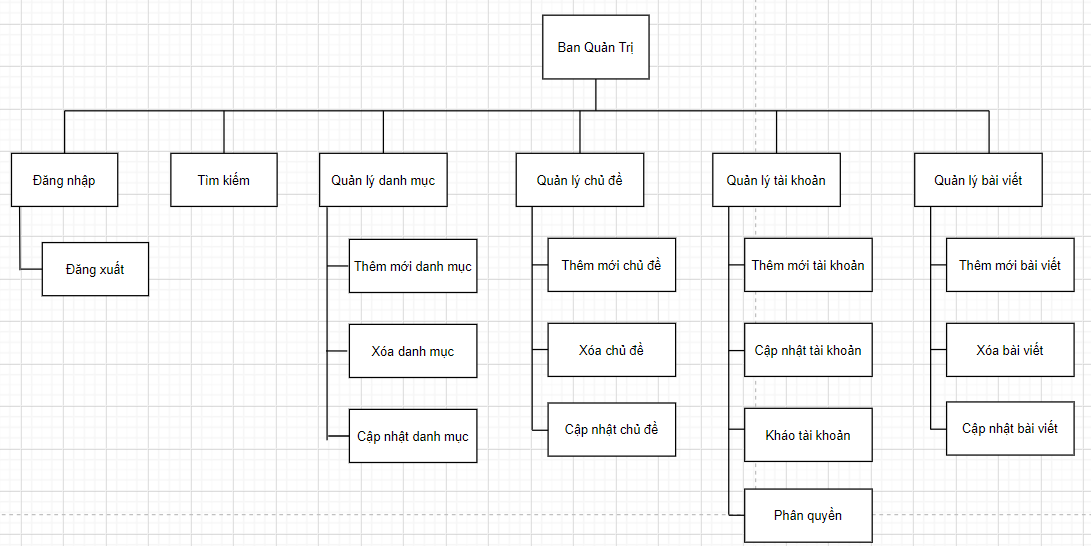 Ban Quản Trị
Đăng nhập
Tìm kiếm
Quản lý danh mục
Quản lý chủ đề
Quản lý tài khoản
Quản lý bài viết
Đăng xuất
Thêm mới danh mục
Thêm mới chủ đề
Thêm mới tài khoản
Thêm mới bài viết
Xóa danh mục
Xóa chủ đề
Cập nhật tài khoản
Xóa bài viết
Cập nhật danh mục
Cập nhật chủ đề
Kháo tài khoản
Cập nhật bài viết
Phân quyền